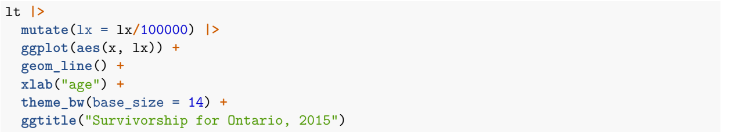 lt |>
  mutate(lx = lx/100000) |>
  ggplot(aes(x, lx)) +
  geom_line() +
  xlab("age") +
  theme_bw(base_size = 14) +
  ggtitle("Survivorship for Ontario, 2015")